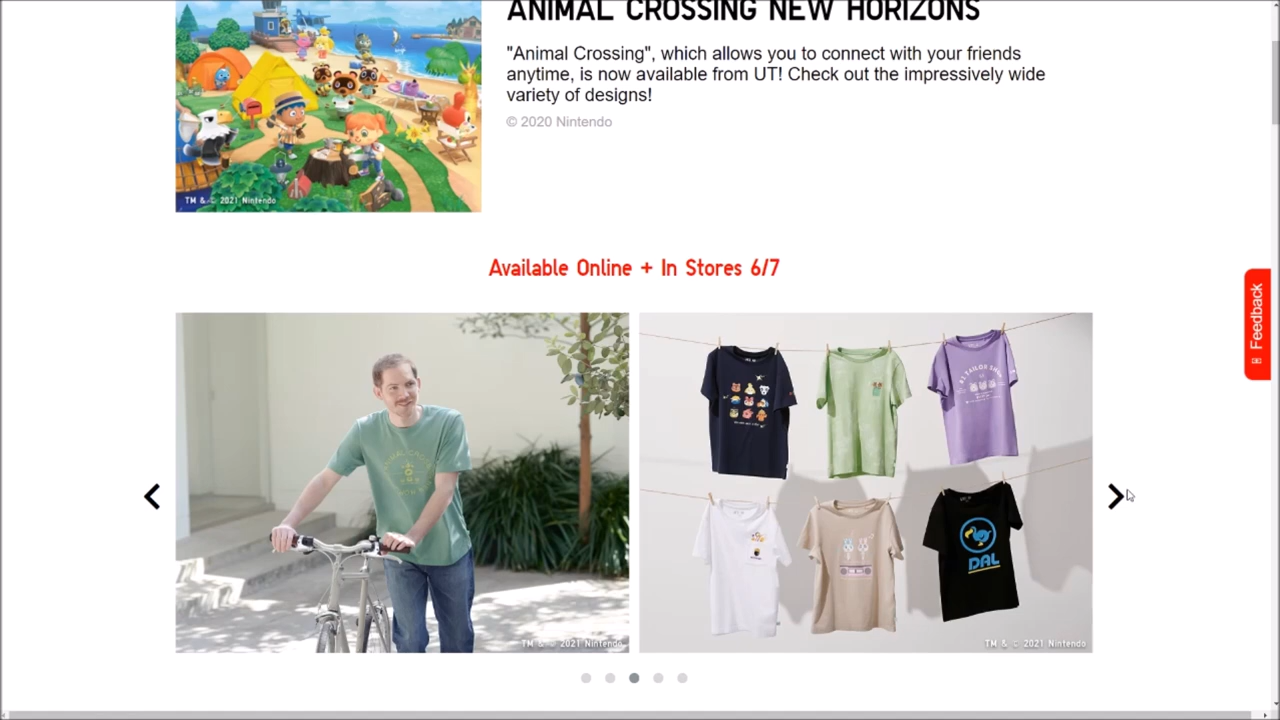 ANIMAL CROSSING NEW HORIZONS
"Animal Crossing", which allows you to connect with your friends
anytime, is now available from UT! Check out the impressively wide
variety of designs!
© 2020 Nintendo
TM & © 2021 Nintendo
Available Online + In Stores 6/7
Feedback
DAL
TM & © 2021 Nintendo
TM & © 2021 Nintendo